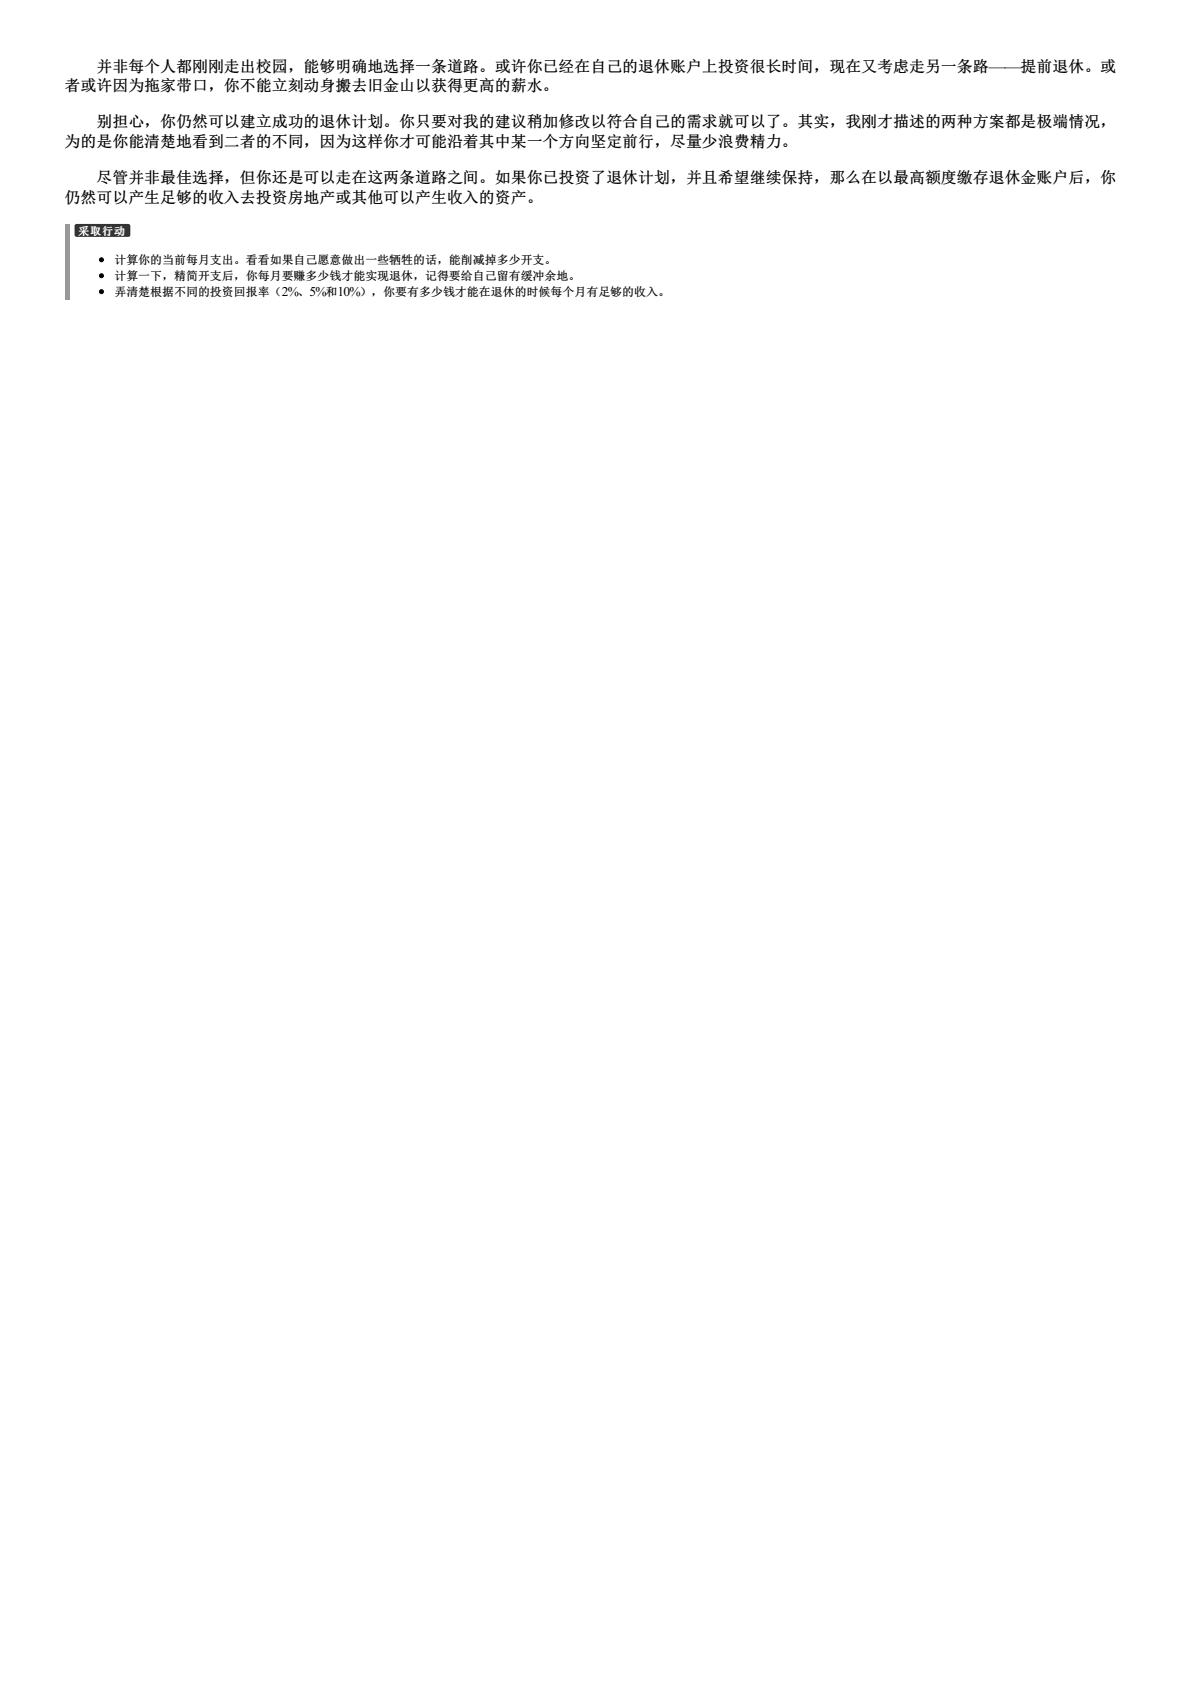 并非每个人都刚刚走出校园，能够明确地选择一条道路。或许你已经在自己的退休账户上投资很长时间，现在又考虑走另一条路——提前退休。或
者或许因为拖家带口，你不能立刻动身搬去旧金山以获得更高的薪水。
别担心，你仍然可以建立成功的退休计划。你只要对我的建议稍加修改以符合自己的需求就可以了。其实，我刚才描述的两种方案都是极端情况，
为的是你能清楚地看到二者的不同，因为这样你才可能沿着其中某一个方向坚定前行，尽量少浪费精力。
尽管并非最佳选择，但你还是可以走在这两条道路之间。如果你已投资了退休计划，并且希望继续保持，那么在以最高额度缴存退休金账户后，你
仍然可以产生足够的收入去投资房地产或其他可以产生收入的资产。
采取行动
● 计算你的当前每月支出。看看如果自己愿意做出一些牺牲的话，能削减掉多少开支。
● 计算一下，精简开支后，你每月要赚多少钱才能实现退休，记得要给自己留有缓冲余地。
● 弄清楚根据不同的投资回报率（2%、5%和10%），你要有多少钱才能在退休的时候每个月有足够的收入。